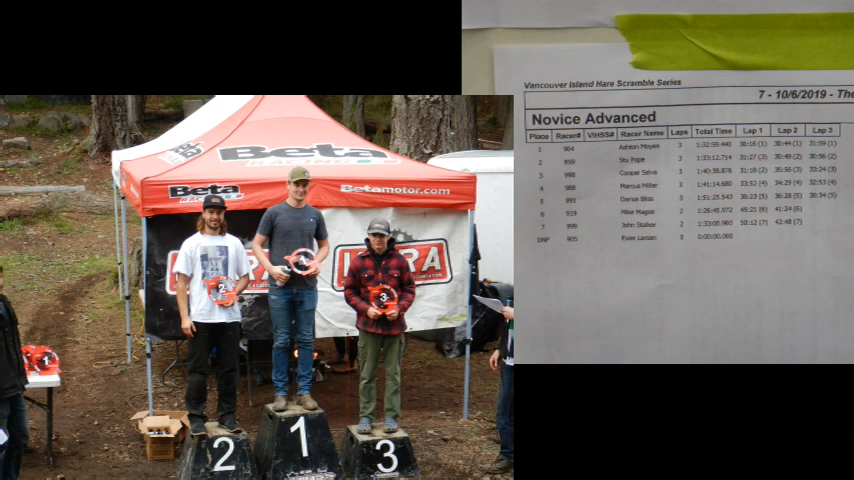 Vancouver Island Hare Scramble Series
7 - 10/6/2019 - The
Novice Advanced
Place Racer# VIHSS# Racer Name Laps Total Time Lap 1 Lap 2 Lap 3
1 904 Ashton Moyes 3 1:32:59.440 30:16 (1) 30:44 (1) 31:59 (1)
2 859 Stu Pope 3 1:33:12.714 31:27 (3) 30:49 (2) 30:56 (2)
3 998 Cooper Selva 3 1:40:38.876 31:18 (2) 35:56 (3) 33:24 (3)
4 988 Marcus Miller 3 1:41:14.680 33:52 (4) 34:29 (4) 32:53 (4)
5 991 Darius Bliss 3 1:51:25.543 36:23 (5) 36:28 (5) 38:34 (5)
6 919 Mike Magee 2 1:26:45.072 45:21 (6) 41:24 (6)
7 999 John Stalker 2 1:33:00.960 50:12 (7) 42:48 (7)
DNF 905 Evan Larsen 0 0:00:00.000
Beta
RACING
Beta
RACING
Betamotor.com
2
1
3
2
1
3